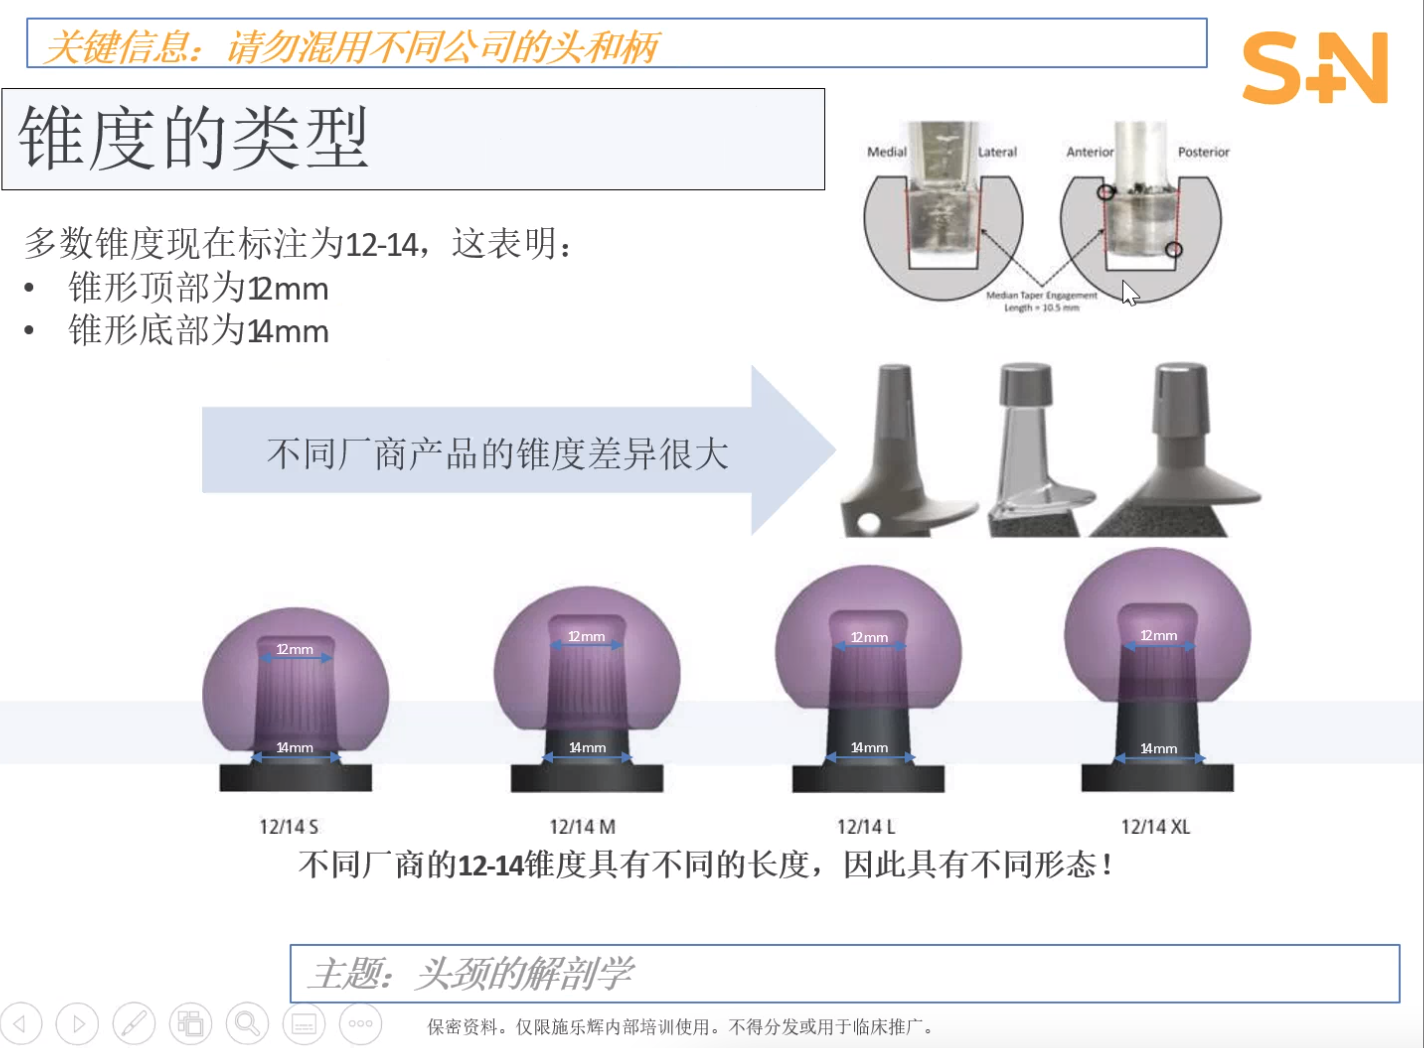 关键信息：请勿混用不同公司的头和柄
S+N
锥度的类型
Medial
Lateral
Anterior
Posterior
多数锥度现在标注为12-14，这表明：
• 锥形顶部为12mm
• 锥形底部为14mm
Median Taper Engagement
Length = 10.5 mm
不同厂商产品的锥度差异很大
12mm
12mm
12mm
12mm
14mm
14mm
14mm
14mm
12/14 S
12/14 M
12/14 L
12/14 XL
不同厂商的12-14锥度具有不同的长度，因此具有不同形态！
主题：头颈的解剖学
保密资料。仅限施乐辉内部培训使用。不得分发或用于临床推广。